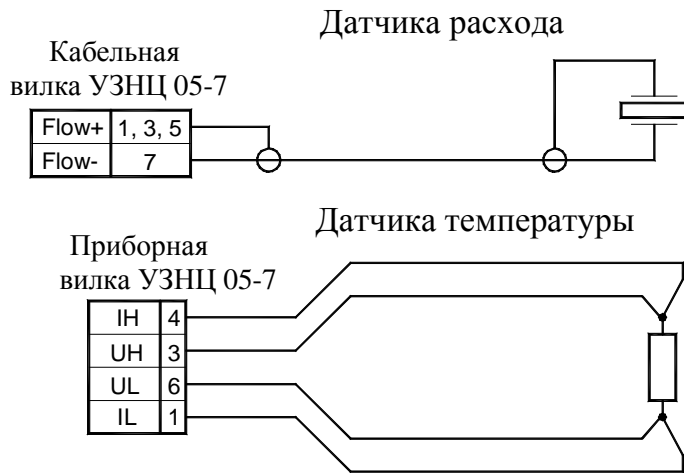 Датчика расхода
Кабельная
вилка УЗНЦ 05-7
Flow+ 1, 3, 5
Flow- 7
Датчика температуры
Приборная
вилка УЗНЦ 05-7
IH 4
UH 3
UL 6
IL 1